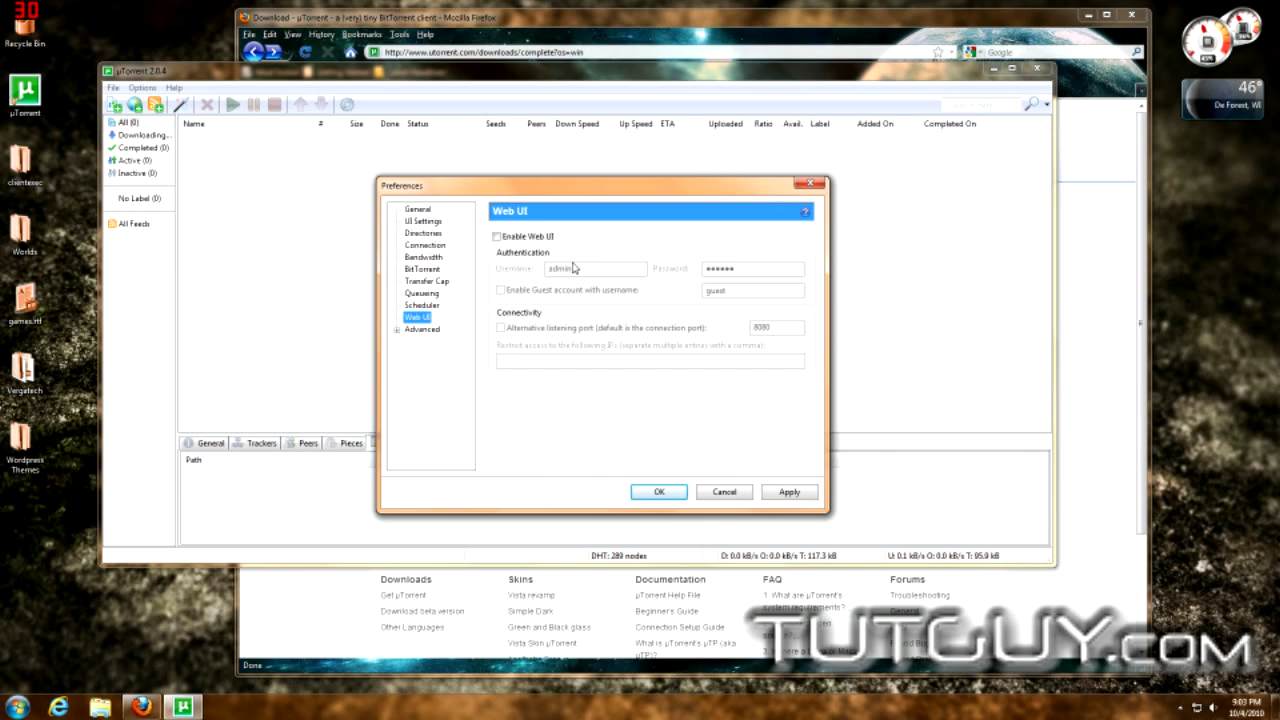 30
Recycle Bin
µTorrent
clientexec
Worlds
games.rtf
Vergatech
Wordpress
Themes
Download - µTorrent - a (very) tiny BitTorrent client - Mozilla Firefox
File Edit View History Bookmarks Tools Help
http://www.utorrent.com/downloads/complete?os=win
Google
46°
De Forest, WI
µTorrent 2.0.4
File Options Help
All (0)
Downloading...
Completed (0)
Active (0)
Inactive (0)
No Label (0)
All Feeds
Name # Size Done Status Seeds Peers Down Speed Up Speed ETA Uploaded Ratio Avail. Label Added On Completed On
Preferences
General
UI Settings
Directories
Connection
Bandwidth
BitTorrent
Transfer Cap
Queueing
Scheduler
Web UI
Advanced
Web UI
Enable Web UI
Authentication
Username: admin Password: ••••••
Enable Guest account with username: guest
Connectivity
Alternative listening port (default is the connection port): 8080
Restrict access to the following IPs (separate multiple entries with a comma):
OK Cancel Apply
General Trackers Peers Pieces
Path
DHT: 289 nodes D: 0.0 kB/s O: 0.0 kB/s T: 117.3 kB U: 0.1 kB/s O: 0.0 kB/s T: 95.9 kB
Downloads Skins Documentation FAQ Forums
Get µTorrent Vista revamp µTorrent Help File 1. What are µTorrent's Troubleshooting
system requirements?
Download beta version Simple Dark Beginner's Guide General
Other Languages Green and Black glass Connection Setup Guide
Vista Skin µTorrent What is µTorrent's µTP (aka
µTP)?
TUTGUY.COM
Done
9:03 PM
10/4/2010